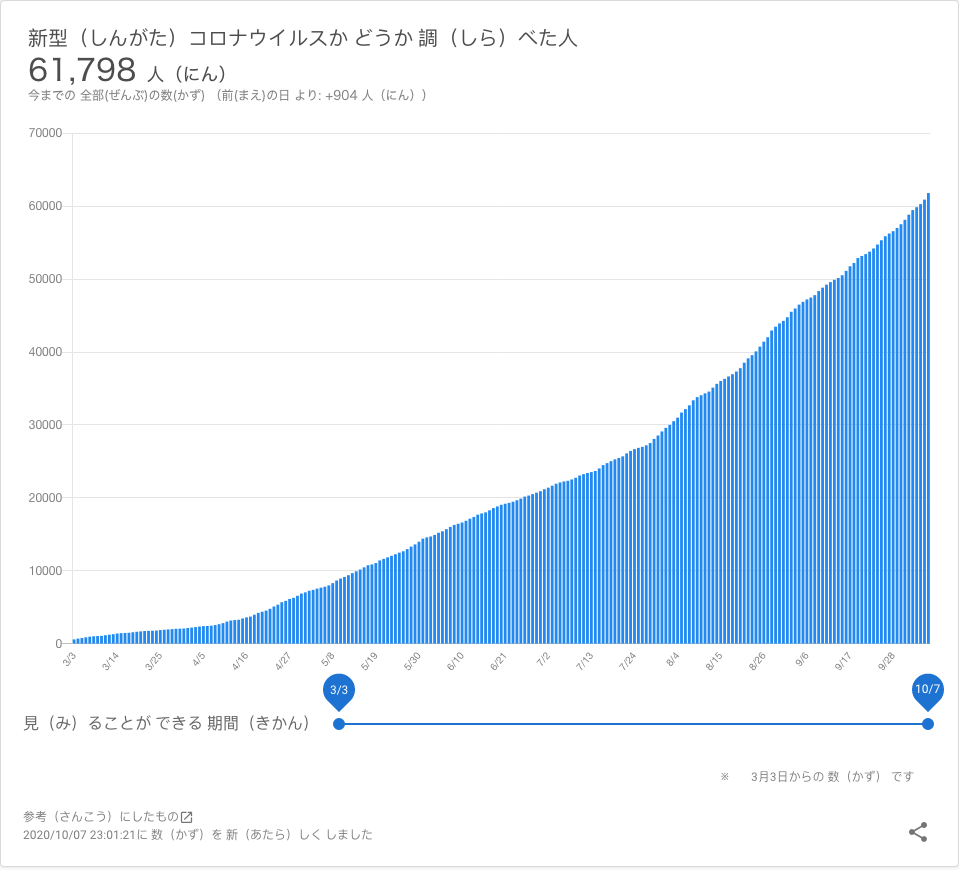 新型（しんがた）コロナウイルスか どうか 調（しら）べた人
61,798 人（にん）
今までの 全部(ぜんぶ)の数(かず) （前(まえ)の日 より: +904 人（にん））
70000
60000
50000
40000
30000
20000
10000
0
3/3 3/14 3/25 4/5 4/16 4/27 5/8 5/19 5/30 6/10 6/21 7/2 7/13 7/24 8/4 8/15 8/26 9/6 9/17 9/28
3/3 10/7
見（み）ることが できる 期間（きかん）
※ 3月3日からの 数（かず） です
参考（さんこう）にしたもの
2020/10/07 23:01:21に 数（かず）を 新（あたら）しく しました